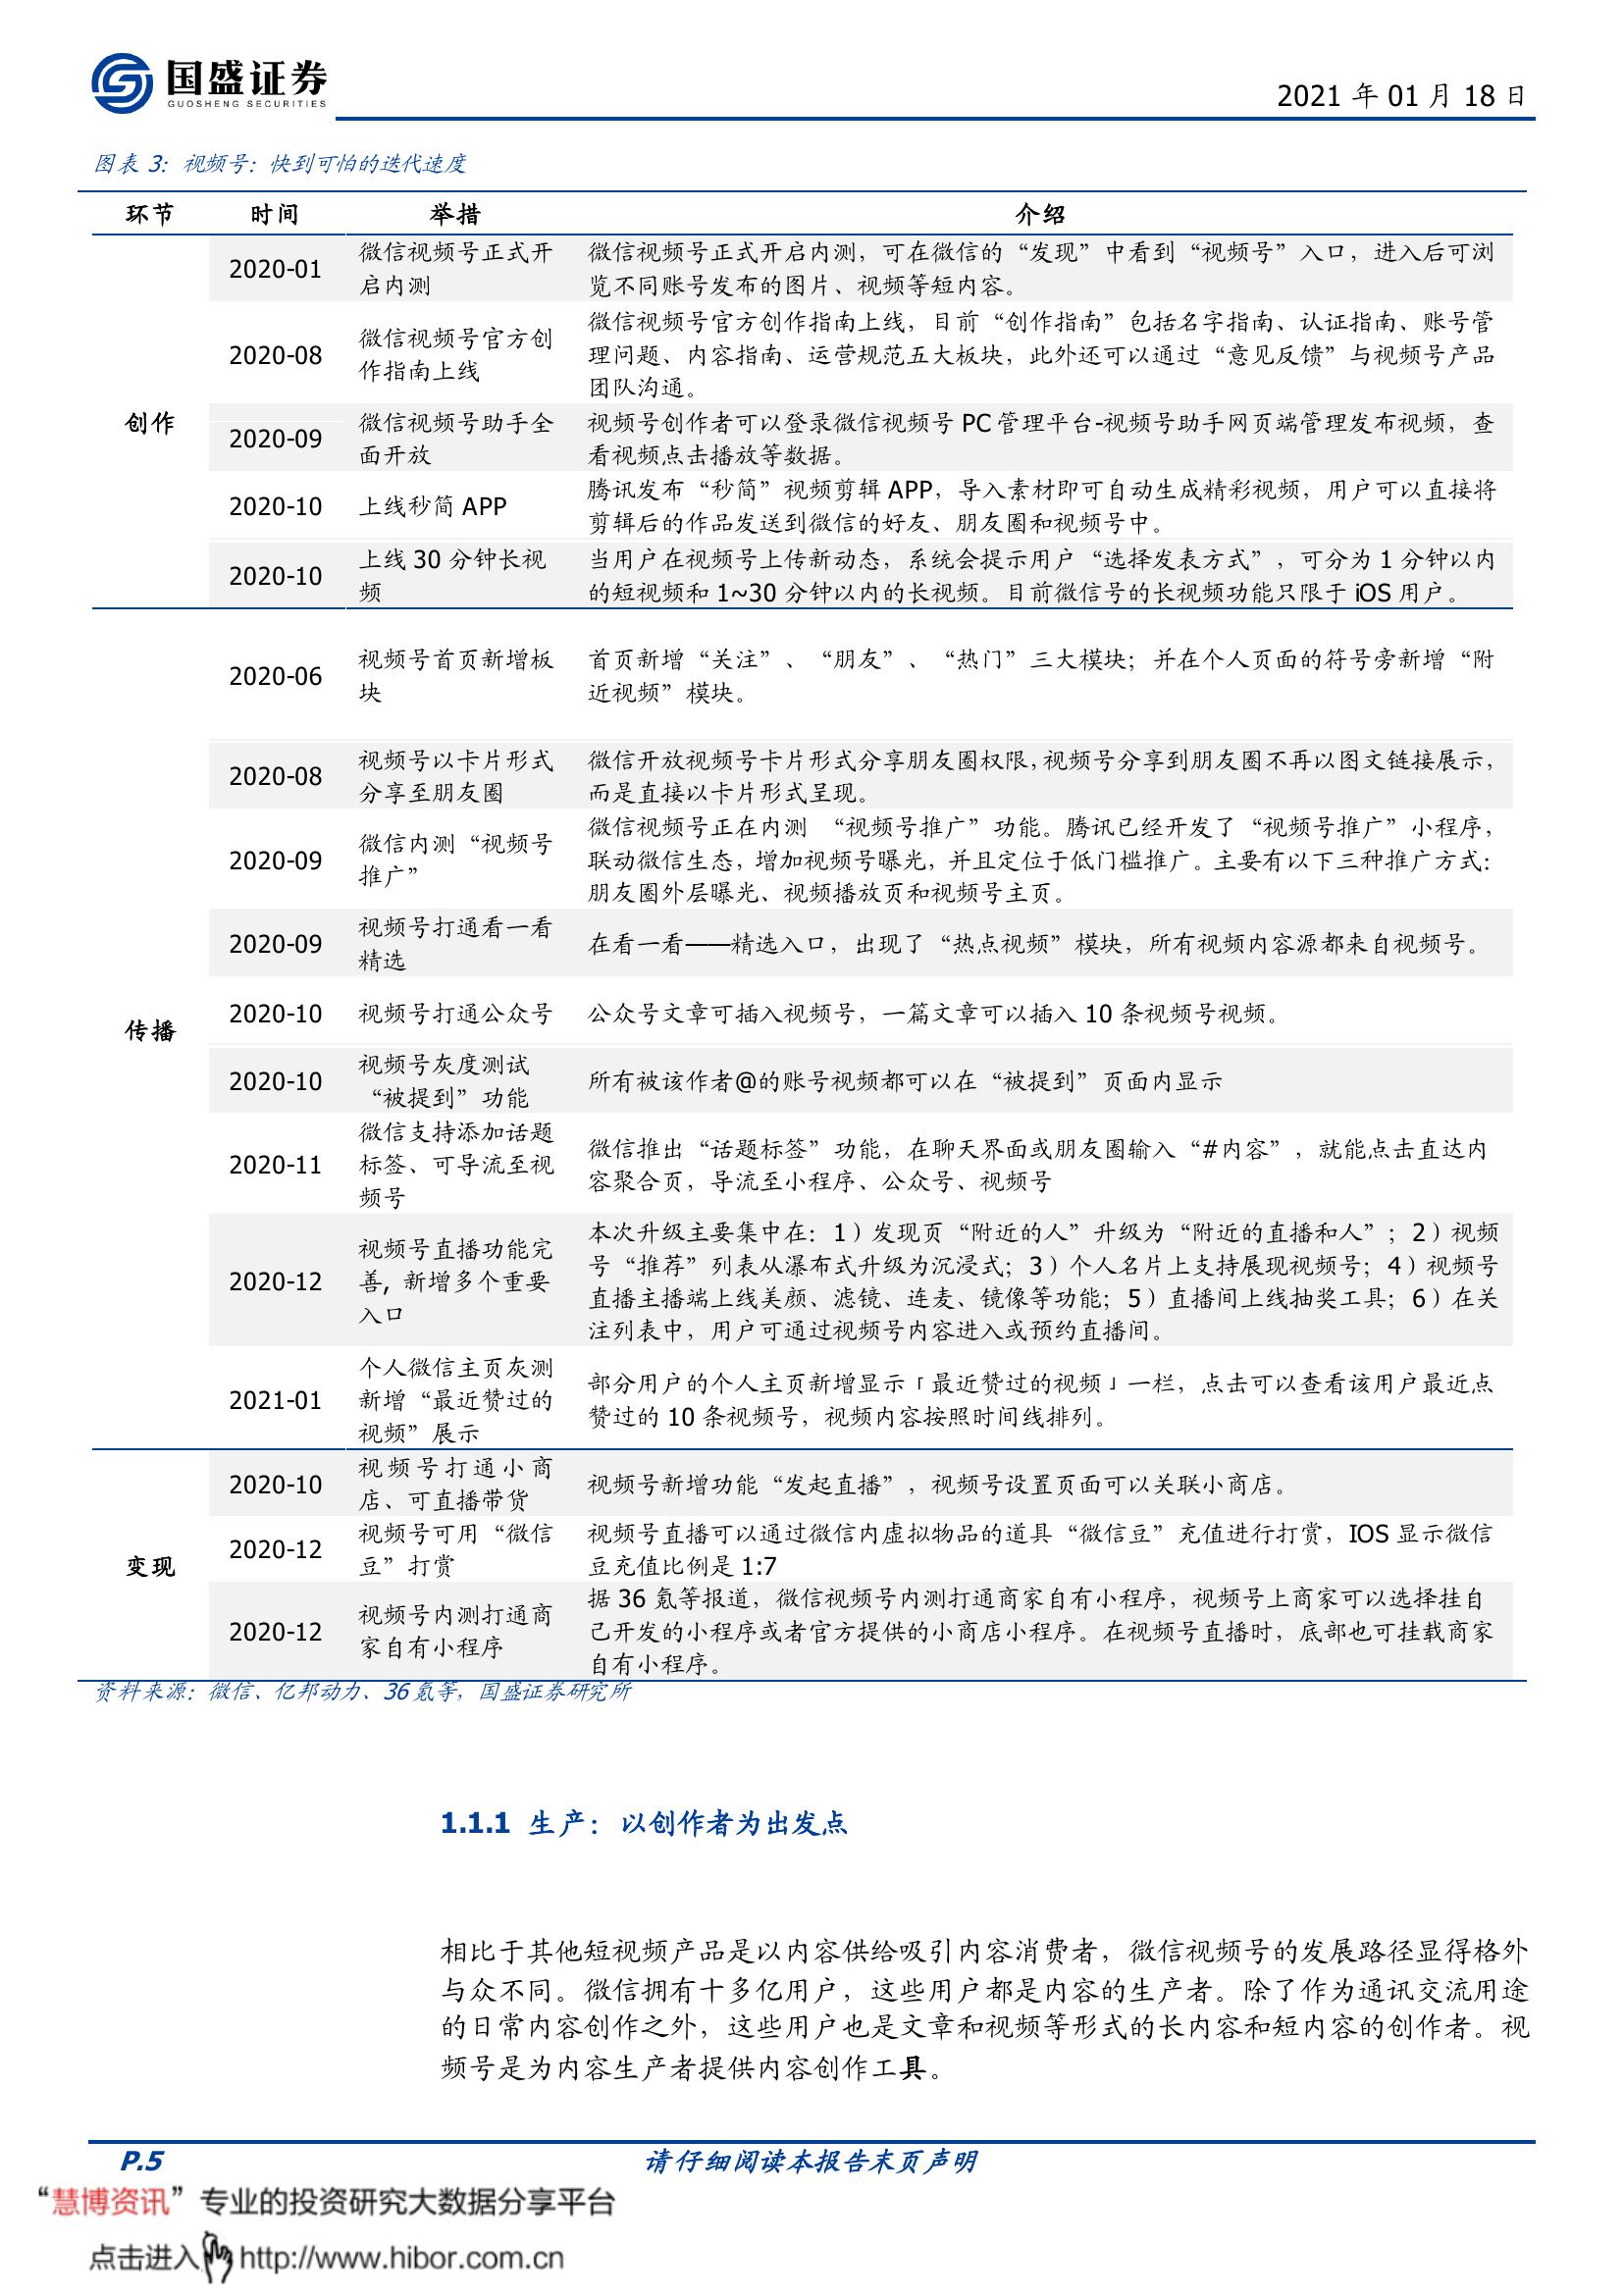 国盛证券
GUOSHENG SECURITIES
2021 年 01 月 18 日
图表 3：视频号：快到可怕的迭代速度
环节 时间 举措 介绍
创作
2020-01
微信视频号正式开
启内测
微信视频号正式开启内测，可在微信的“发现”中看到“视频号”入口，进入后可浏
览不同账号发布的图片、视频等短内容。
2020-08
微信视频号官方创
作指南上线
微信视频号官方创作指南上线，目前“创作指南”包括名字指南、认证指南、账号管
理问题、内容指南、运营规范五大板块，此外还可以通过“意见反馈”与视频号产品
团队沟通。
2020-09
微信视频号助手全
面开放
视频号创作者可以登录微信视频号 PC 管理平台-视频号助手网页端管理发布视频，查
看视频点击播放等数据。
2020-10
上线秒简 APP
腾讯发布“秒简”视频剪辑 APP，导入素材即可自动生成精彩视频，用户可以直接将
剪辑后的作品发送到微信的好友、朋友圈和视频号中。
2020-10
上线 30 分钟长视
频
当用户在视频号上传新动态，系统会提示用户“选择发表方式”，可分为 1 分钟以内
的短视频和 1~30 分钟以内的长视频。目前微信号的长视频功能只限于 iOS 用户。
传播
2020-06
视频号首页新增板
块
首页新增“关注”、“朋友”、“热门”三大模块；并在个人页面的符号旁新增“附
近视频”模块。
2020-08
视频号以卡片形式
分享至朋友圈
微信开放视频号卡片形式分享朋友圈权限，视频号分享到朋友圈不再以图文链接展示，
而是直接以卡片形式呈现。
2020-09
微信内测“视频号
推广”
微信视频号正在内测 “视频号推广”功能。腾讯已经开发了“视频号推广”小程序，
联动微信生态，增加视频号曝光，并且定位于低门槛推广。主要有以下三种推广方式：
朋友圈外层曝光、视频播放页和视频号主页。
2020-09
视频号打通看一看
精选
在看一看——精选入口，出现了“热点视频”模块，所有视频内容源都来自视频号。
2020-10
视频号打通公众号
公众号文章可插入视频号，一篇文章可以插入 10 条视频号视频。
2020-10
视频号灰度测试
“被提到”功能
所有被该作者@的账号视频都可以在“被提到”页面内显示
2020-11
微信支持添加话题
标签、可导流至视
频号
微信推出“话题标签”功能，在聊天界面或朋友圈输入“#内容”，就能点击直达内
容聚合页，导流至小程序、公众号、视频号
2020-12
视频号直播功能完
善, 新增多个重要
入口
本次升级主要集中在：1）发现页“附近的人”升级为“附近的直播和人”；2）视频
号“推荐”列表从瀑布式升级为沉浸式；3）个人名片上支持展现视频号；4）视频号
直播主播端上线美颜、滤镜、连麦、镜像等功能；5）直播间上线抽奖工具；6）在关
注列表中，用户可通过视频号内容进入或预约直播间。
2021-01
个人微信主页灰测
新增“最近赞过的
视频”展示
部分用户的个人主页新增显示「最近赞过的视频」一栏，点击可以查看该用户最近点
赞过的 10 条视频号，视频内容按照时间线排列。
变现
2020-10
视频号打通小商
店、可直播带货
视频号新增功能“发起直播”，视频号设置页面可以关联小商店。
2020-12
视频号可用“微信
豆”打赏
视频号直播可以通过微信内虚拟物品的道具“微信豆”充值进行打赏，IOS 显示微信
豆充值比例是 1:7
2020-12
视频号内测打通商
家自有小程序
据 36 氪等报道，微信视频号内测打通商家自有小程序，视频号上商家可以选择挂自
己开发的小程序或者官方提供的小商店小程序。在视频号直播时，底部也可挂载商家
自有小程序。
资料来源：微信、亿邦动力、36 氪等，国盛证券研究所
1.1.1 生产：以创作者为出发点
相比于其他短视频产品是以内容供给吸引内容消费者，微信视频号的发展路径显得格外
与众不同。微信拥有十多亿用户，这些用户都是内容的生产者。除了作为通讯交流用途
的日常内容创作之外，这些用户也是文章和视频等形式的长内容和短内容的创作者。视
频号是为内容生产者提供内容创作工具。
P.5 请仔细阅读本报告末页声明
“慧博资讯”专业的投资研究大数据分享平台
点击进入 http://www.hibor.com.cn